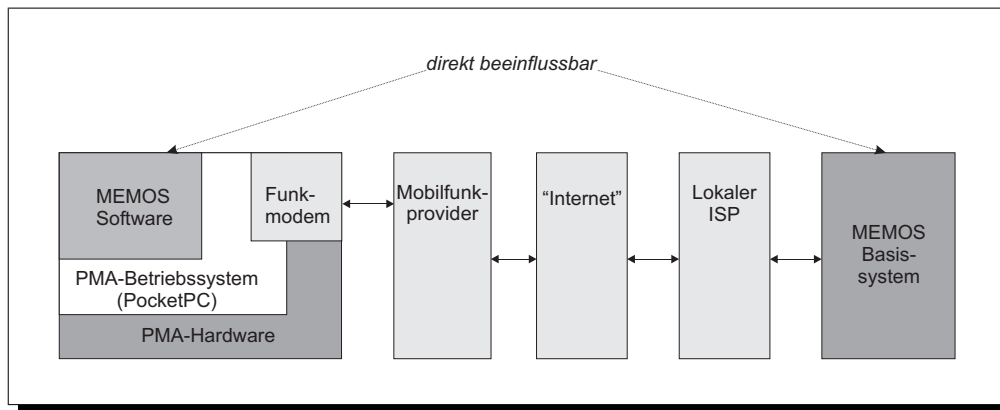 direkt beeinflussbar
MEMOS
Software
Funk-
modem
PMA-Betriebssystem
(PocketPC)
PMA-Hardware
Mobilfunk-
provider
“Internet”
Lokaler
ISP
MEMOS
Basis-
system